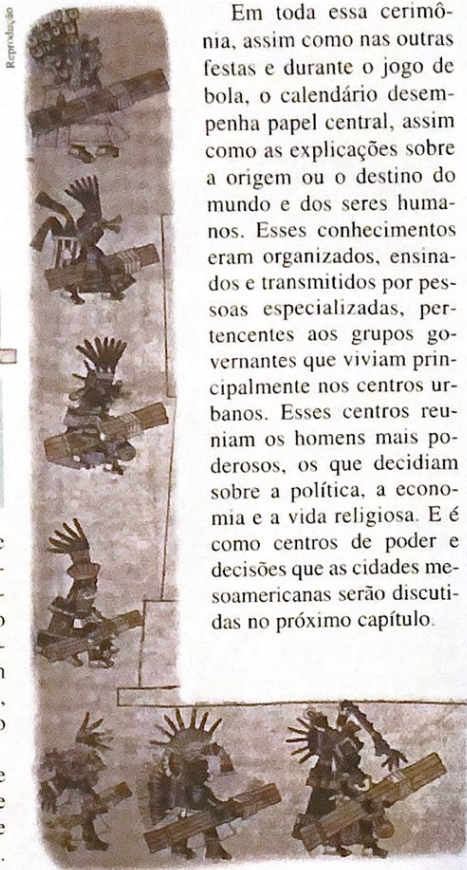 Reprodução
Em toda essa cerimô-
nia, assim como nas outras
festas e durante o jogo de
bola, o calendário desem-
penha papel central, assim
como as explicações sobre
a origem ou o destino do
mundo e dos seres huma-
nos. Esses conhecimentos
eram organizados, ensina-
dos e transmitidos por pes-
soas especializadas, per-
tencentes aos grupos go-
vernantes que viviam prin-
cipalmente nos centros ur-
banos. Esses centros reu-
niam os homens mais po-
derosos, os que decidiam
sobre a política, a econo-
mia e a vida religiosa. E é
como centros de poder e
decisões que as cidades me-
soamericanas serão discuti-
das no próximo capítulo.